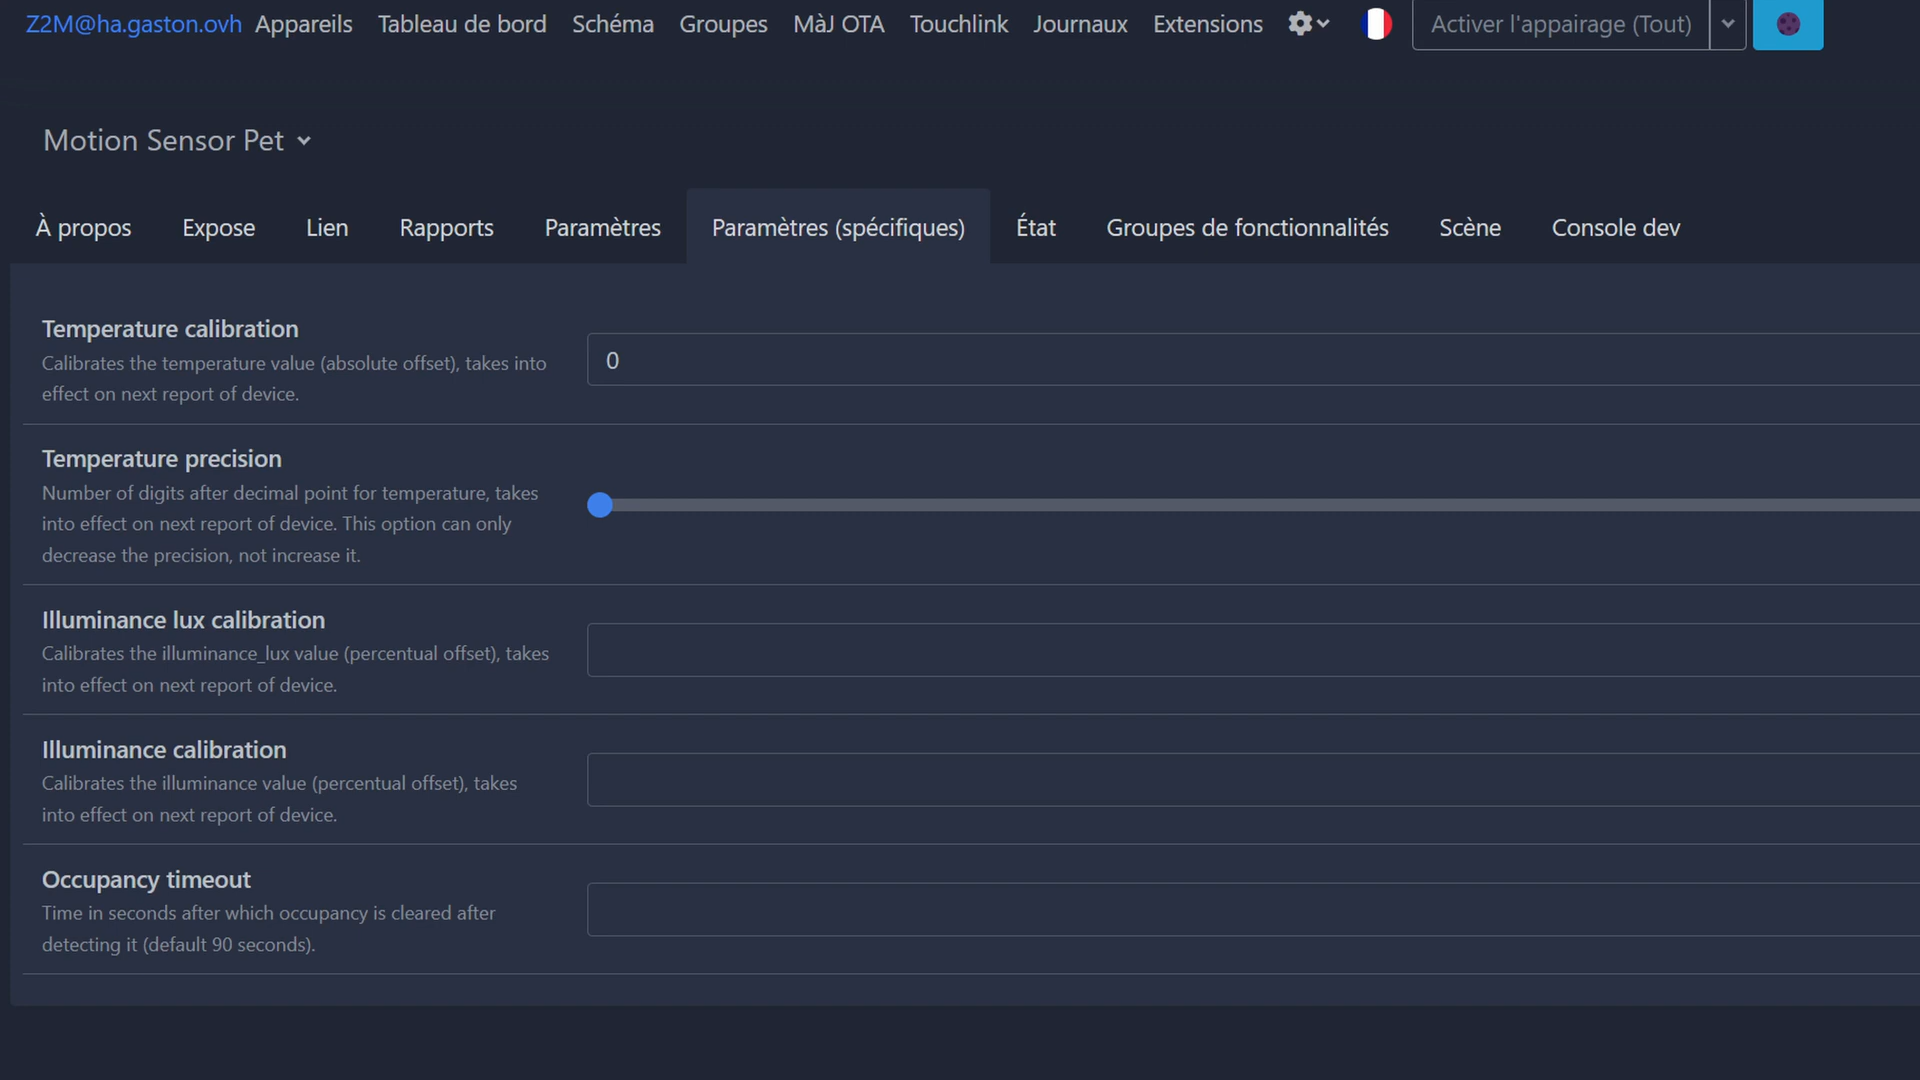 Z2M@ha.gaston.ovh Appareils Tableau de bord Schéma Groupes MàJ OTA Touchlink Journaux Extensions Activer l'appairage (Tout)
Motion Sensor Pet
À propos Expose Lien Rapports Paramètres Paramètres (spécifiques) État Groupes de fonctionnalités Scène Console dev
Temperature calibration
Calibrates the temperature value (absolute offset), takes into
effect on next report of device.
0
Temperature precision
Number of digits after decimal point for temperature, takes
into effect on next report of device. This option can only
decrease the precision, not increase it.
Illuminance lux calibration
Calibrates the illuminance_lux value (percentual offset), takes
into effect on next report of device.
Illuminance calibration
Calibrates the illuminance value (percentual offset), takes
into effect on next report of device.
Occupancy timeout
Time in seconds after which occupancy is cleared after
detecting it (default 90 seconds).